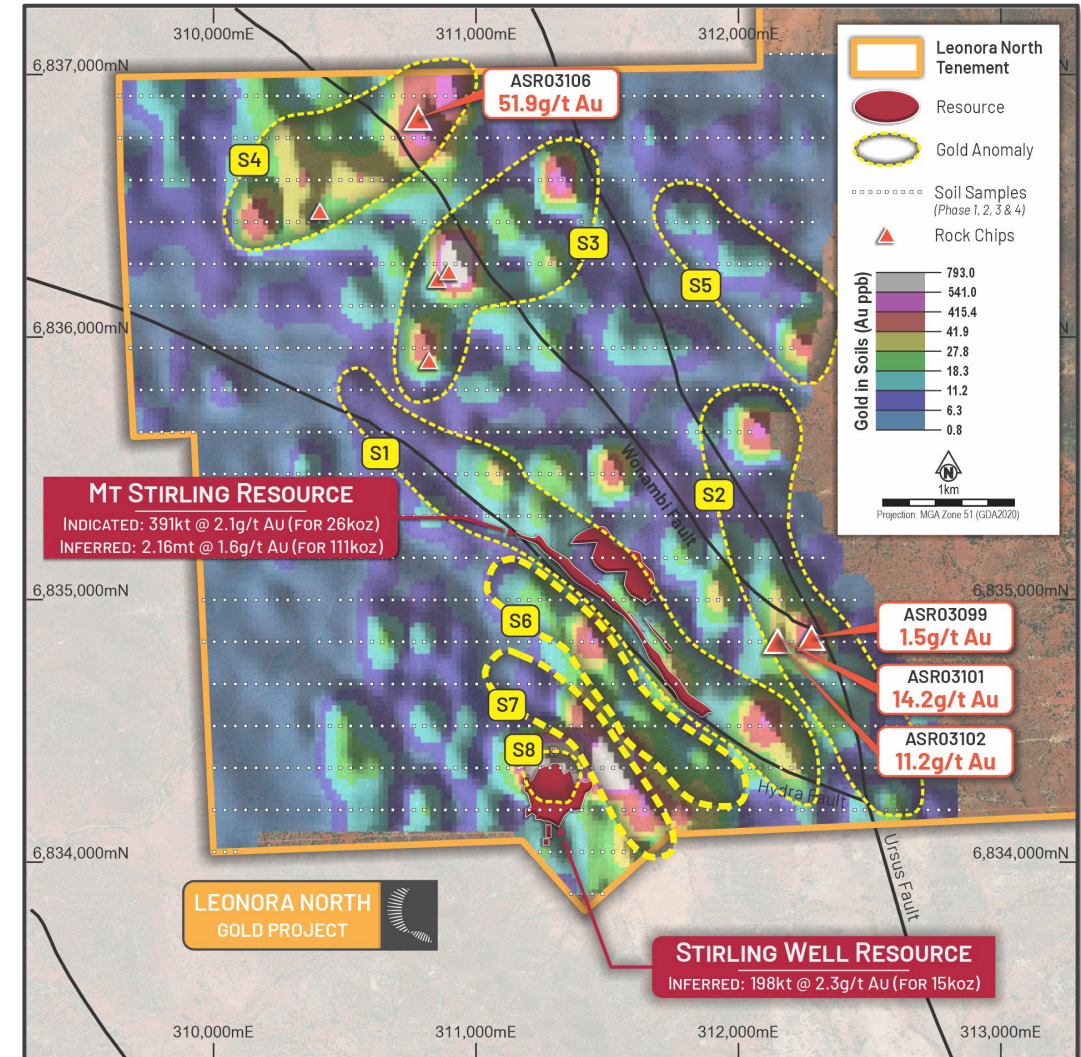 310,000mE
311,000mE
312,000mE
6,837,000mN
N
Leonora North
Tenement
Resource
Gold Anomaly
Soil Samples
(Phase 1, 2, 3 & 4)
Rock Chips
Gold in Soils (Au ppb)
793.0
541.0
415.4
41.9
27.8
18.3
11.2
6.3
0.8
N
1km
Projection: MGA Zone 51 (GDA2020)
ASR03106
51.9g/t Au
S4
S3
S5
6,836,000mN
N
S1
S2
Wonambi Fault
MT STIRLING RESOURCE
INDICATED: 391kt @ 2.1g/t AU (FOR 26koz)
INFERRED: 2.16mt @ 1.6g/t AU (FOR 111koz)
6,835,000mN
6,835,000mN
S6
ASR03099
1.5g/t Au
ASR03101
14.2g/t Au
S7
ASR03102
11.2g/t Au
S8
Hydra Fault
Ursus Fault
6,834,000mN
6,834,000mN
LEONORA NORTH
GOLD PROJECT
STIRLING WELL RESOURCE
INFERRED: 198kt @ 2.3g/t AU (FOR 15koz)
310,000mE
311,000mE
312,000mE
313,000mE